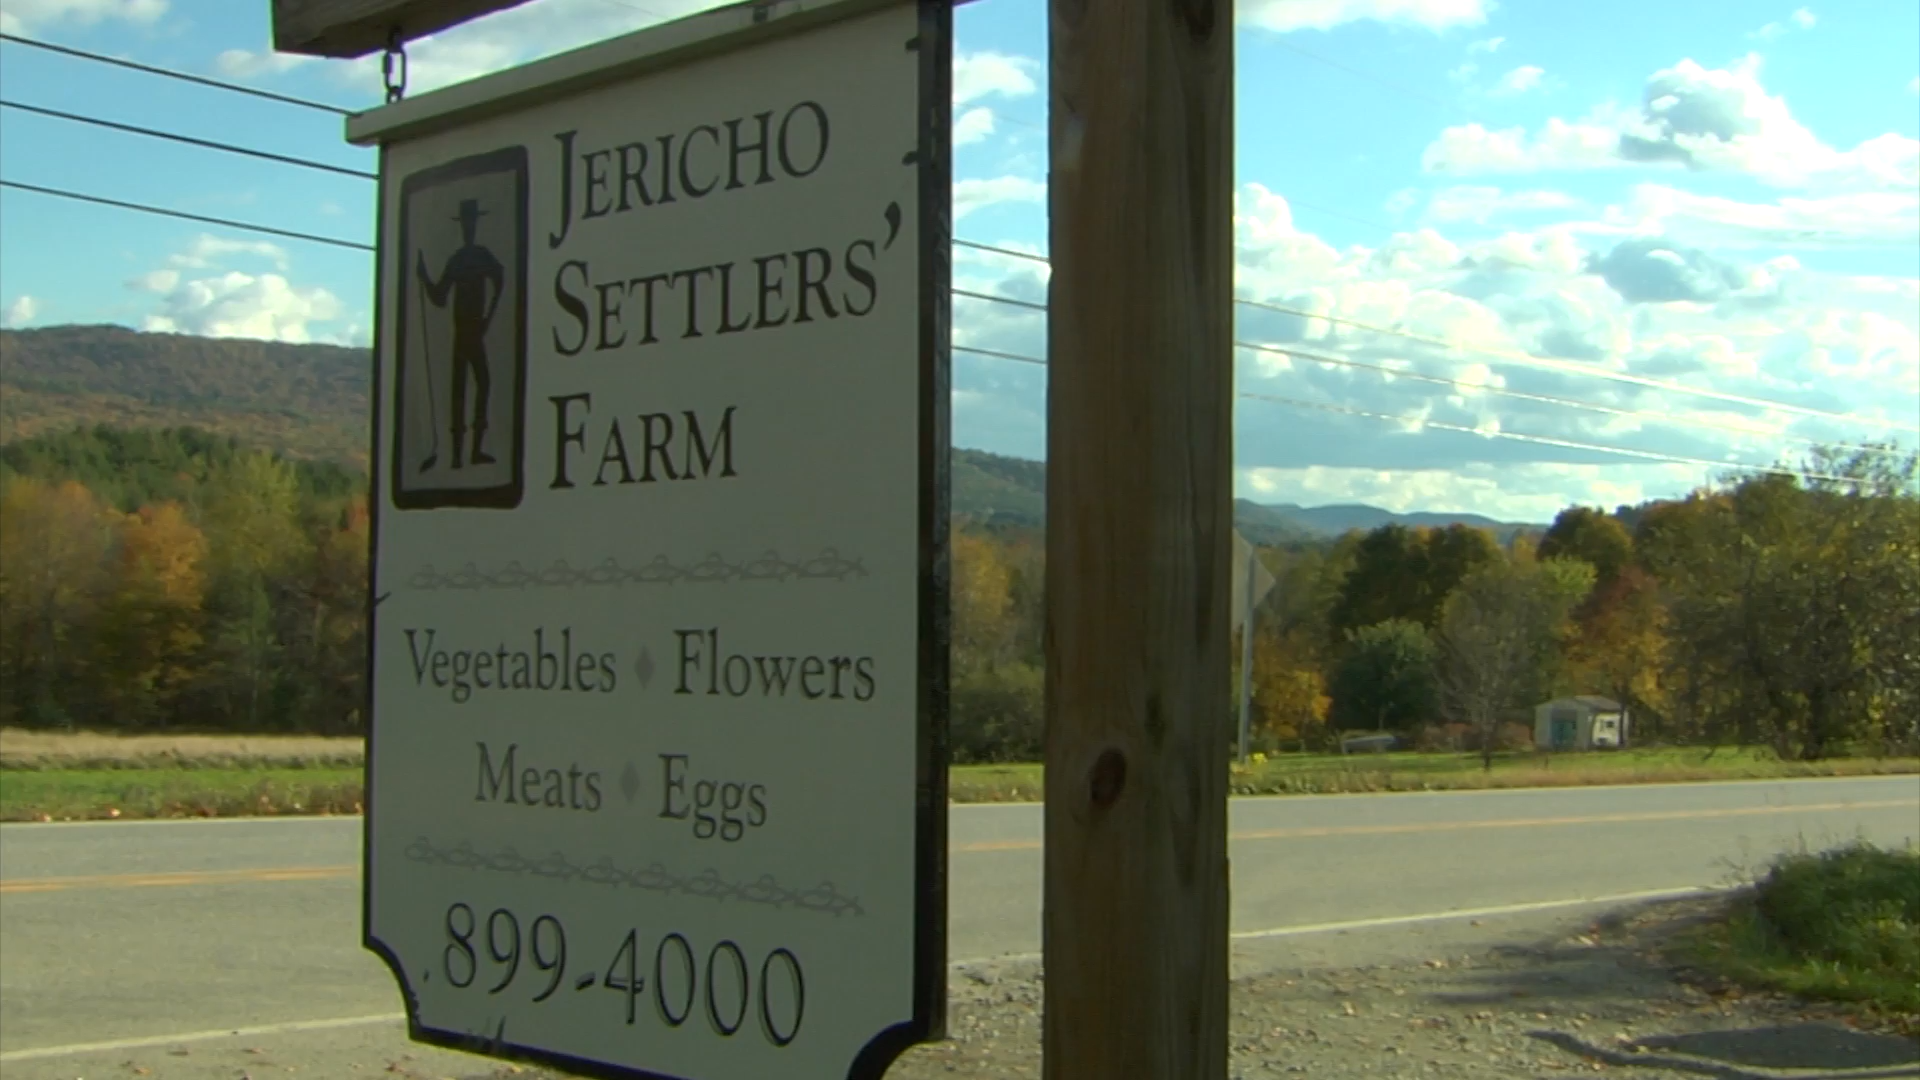 JERICHO
SETTLERS'
FARM
Vegetables ♦ Flowers
Meats ♦ Eggs
899-4000